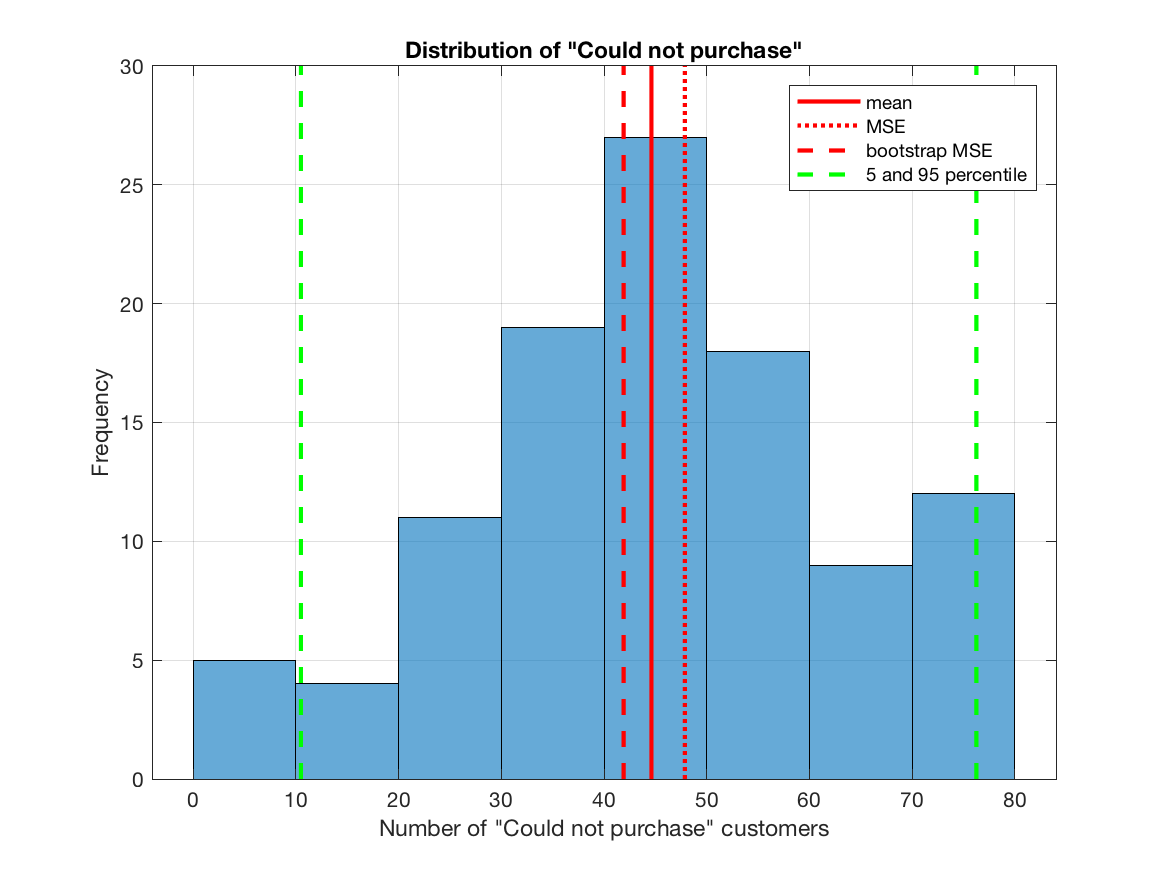 Distribution of "Could not purchase"
30
25
20
15
10
5
0
Frequency
mean
MSE
bootstrap MSE
5 and 95 percentile
0 10 20 30 40 50 60 70 80
Number of "Could not purchase" customers